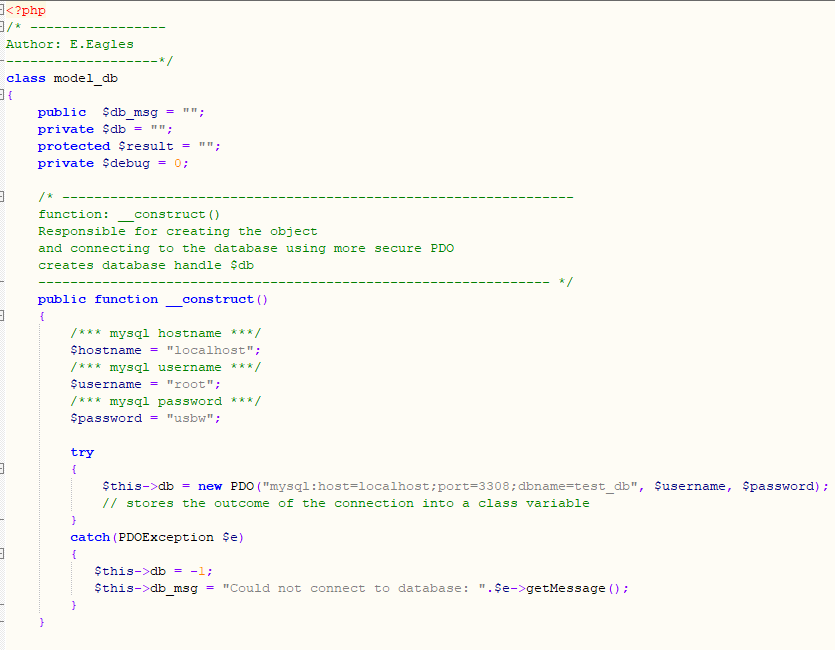 <?php
/* -----------------
Author: E.Eagles
-------------------*/
class model_db
{
    public  $db_msg = "";
    private $db = "";
    protected $result = "";
    private $debug = 0;

    /* ----------------------------------------------------------------
    function: __construct()
    Responsible for creating the object
    and connecting to the database using more secure PDO
    creates database handle $db
    ---------------------------------------------------------------- */
    public function __construct()
    {
        /*** mysql hostname ***/
        $hostname = "localhost";
        /*** mysql username ***/
        $username = "root";
        /*** mysql password ***/
        $password = "usbw";

        try
        {
            $this->db = new PDO("mysql:host=localhost;port=3308;dbname=test_db", $username, $password);
            // stores the outcome of the connection into a class variable
        }
        catch(PDOException $e)
        {
           $this->db = -1;
           $this->db_msg = "Could not connect to database: ".$e->getMessage();
        }
    }